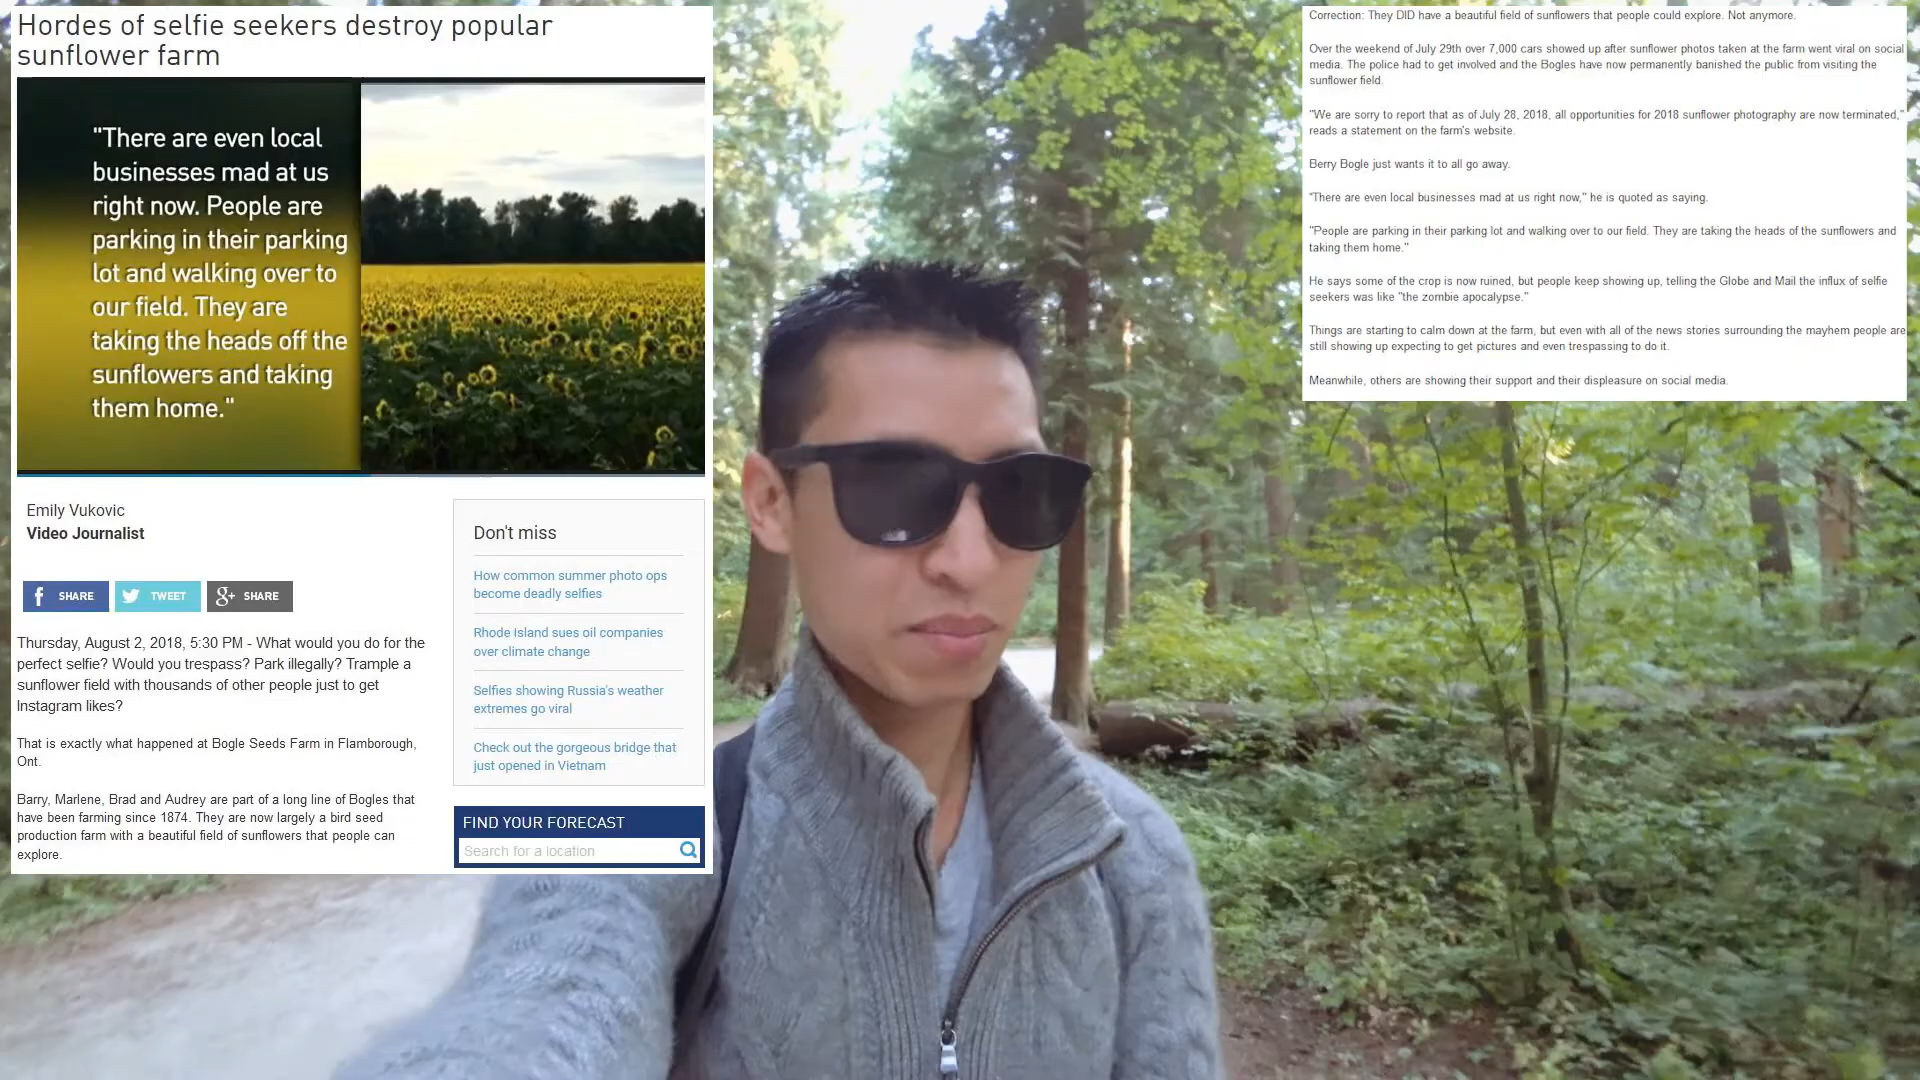 Hordes of selfie seekers destroy popular
sunflower farm
"There are even local
businesses mad at us
right now. People are
parking in their parking
lot and walking over to
our field. They are
taking the heads off the
sunflowers and taking
them home."
Emily Vukovic
Video Journalist
f SHARE
TWEET
g+ SHARE
Thursday, August 2, 2018, 5:30 PM - What would you do for the
perfect selfie? Would you trespass? Park illegally? Trample a
sunflower field with thousands of other people just to get
Instagram likes?
That is exactly what happened at Bogle Seeds Farm in Flamborough,
Ont.
Barry, Marlene, Brad and Audrey are part of a long line of Bogles that
have been farming since 1874. They are now largely a bird seed
production farm with a beautiful field of sunflowers that people can
explore.
Don't miss
How common summer photo ops
become deadly selfies
Rhode Island sues oil companies
over climate change
Selfies showing Russia's weather
extremes go viral
Check out the gorgeous bridge that
just opened in Vietnam
FIND YOUR FORECAST
Search for a location
Correction: They DID have a beautiful field of sunflowers that people could explore. Not anymore.
Over the weekend of July 29th over 7,000 cars showed up after sunflower photos taken at the farm went viral on social
media. The police had to get involved and the Bogles have now permanently banished the public from visiting the
sunflower field.
"We are sorry to report that as of July 28, 2018, all opportunities for 2018 sunflower photography are now terminated,"
reads a statement on the farm's website.
Berry Bogle just wants it to all go away.
"There are even local businesses mad at us right now," he is quoted as saying.
"People are parking in their parking lot and walking over to our field. They are taking the heads of the sunflowers and
taking them home."
He says some of the crop is now ruined, but people keep showing up, telling the Globe and Mail the influx of selfie
seekers was like "the zombie apocalypse."
Things are starting to calm down at the farm, but even with all of the news stories surrounding the mayhem people are
still showing up expecting to get pictures and even trespassing to do it.
Meanwhile, others are showing their support and their displeasure on social media.